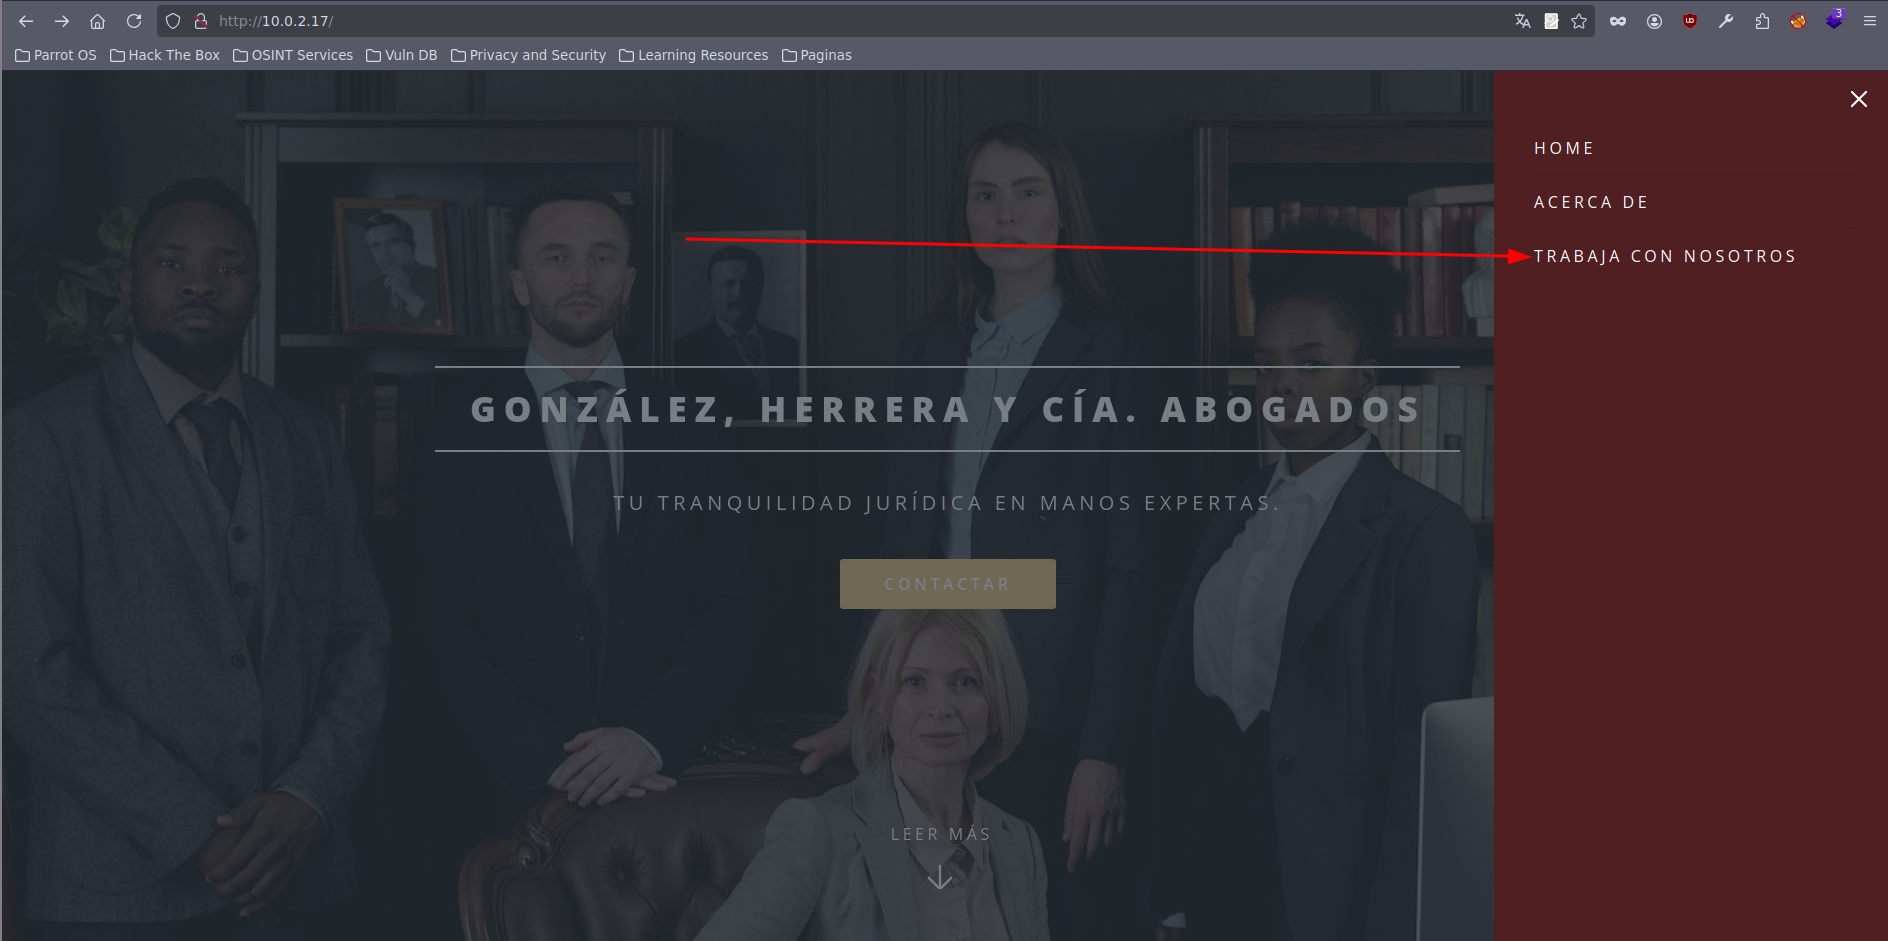 http://10.0.2.17/
3
Parrot OS Hack The Box OSINT Services Vuln DB Privacy and Security Learning Resources Paginas
HOME
ACERCA DE
TRABAJA CON NOSOTROS
GONZÁLEZ, HERRERA Y CÍA. ABOGADOS
TU TRANQUILIDAD JURÍDICA EN MANOS EXPERTAS.
CONTACTAR
LEER MÁS